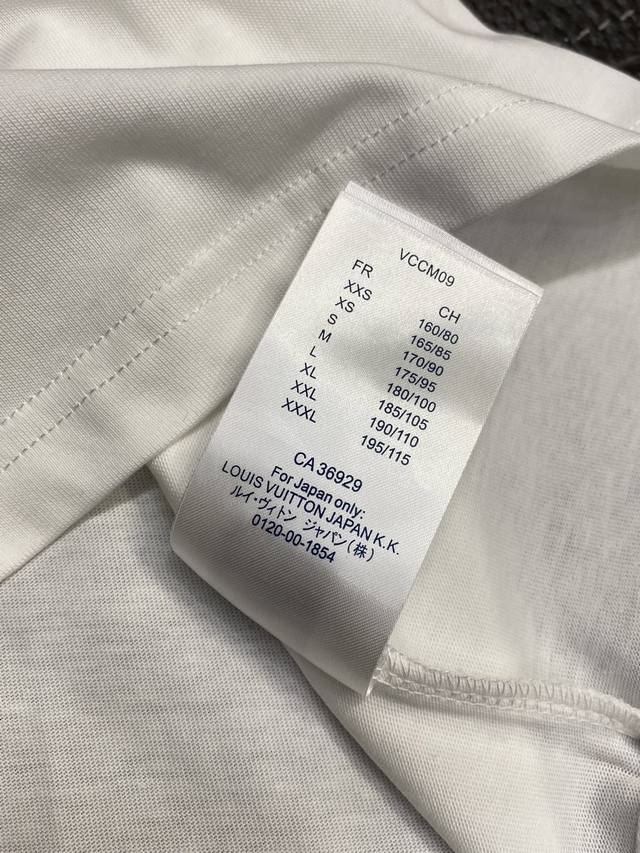 VCCM09
FR CH
XXS 160/80
XS 165/85
S 170/90
M 175/95
L 180/100
XL 185/105
XXL 190/110
XXXL 195/115
CA 36929
For Japan only:
LOUIS VUITTON JAPAN K.K.
ルイ・ヴィトン ジャパン(株)
0120-00-1854